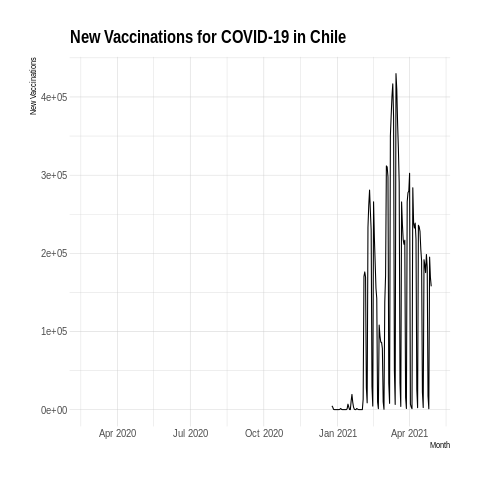 New Vaccinations for COVID-19 in Chile
New Vaccinations
4e+05
3e+05
2e+05
1e+05
0e+00
Apr 2020 Jul 2020 Oct 2020 Jan 2021 Apr 2021
Month